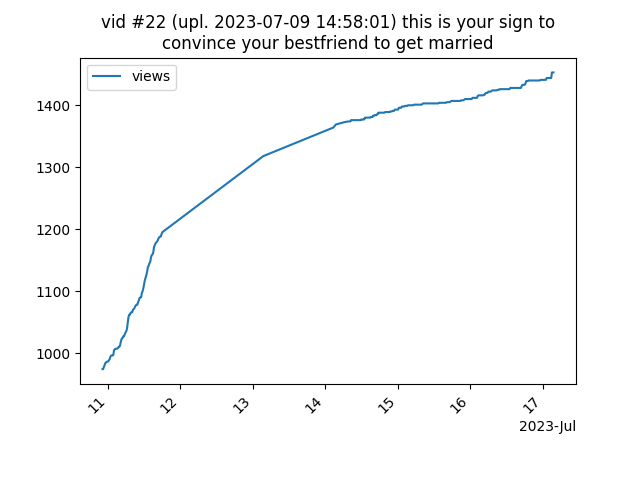 vid #22 (upl. 2023-07-09 14:58:01) this is your sign to
convince your bestfriend to get married
views
1400
1300
1200
1100
1000
11 12 13 14 15 16 17
2023-Jul